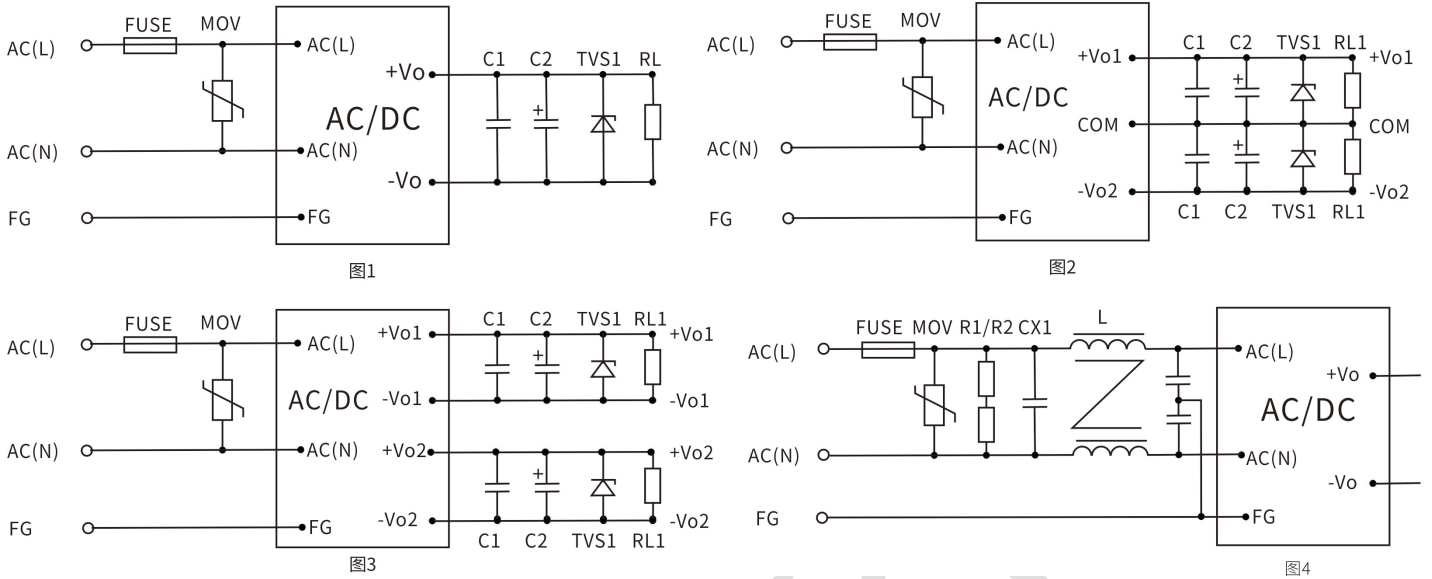 FUSE MOV
AC(L) AC(L)
+Vo C1 C2 TVS1 RL
AC/DC +
AC(N) AC(N)
-Vo
FG FG
图1
FUSE MOV
AC(L) AC(L)
+Vo1 C1 C2 TVS1 RL1 +Vo1
AC/DC +
COM COM
AC(N) AC(N) +
-Vo2 -Vo2
FG FG C1 C2 TVS1 RL1
图2
FUSE MOV C1 C2 TVS1 RL1
AC(L) AC(L) +Vo1 +Vo1
+
AC/DC -Vo1 -Vo1
AC(N) AC(N) +Vo2 +Vo2
+
FG FG -Vo2 -Vo2
C1 C2 TVS1 RL1
图3
FUSE MOV R1/R2 CX1 L
AC(L) AC(L)
+Vo
AC/DC
AC(N) AC(N)
-Vo
FG FG
图4